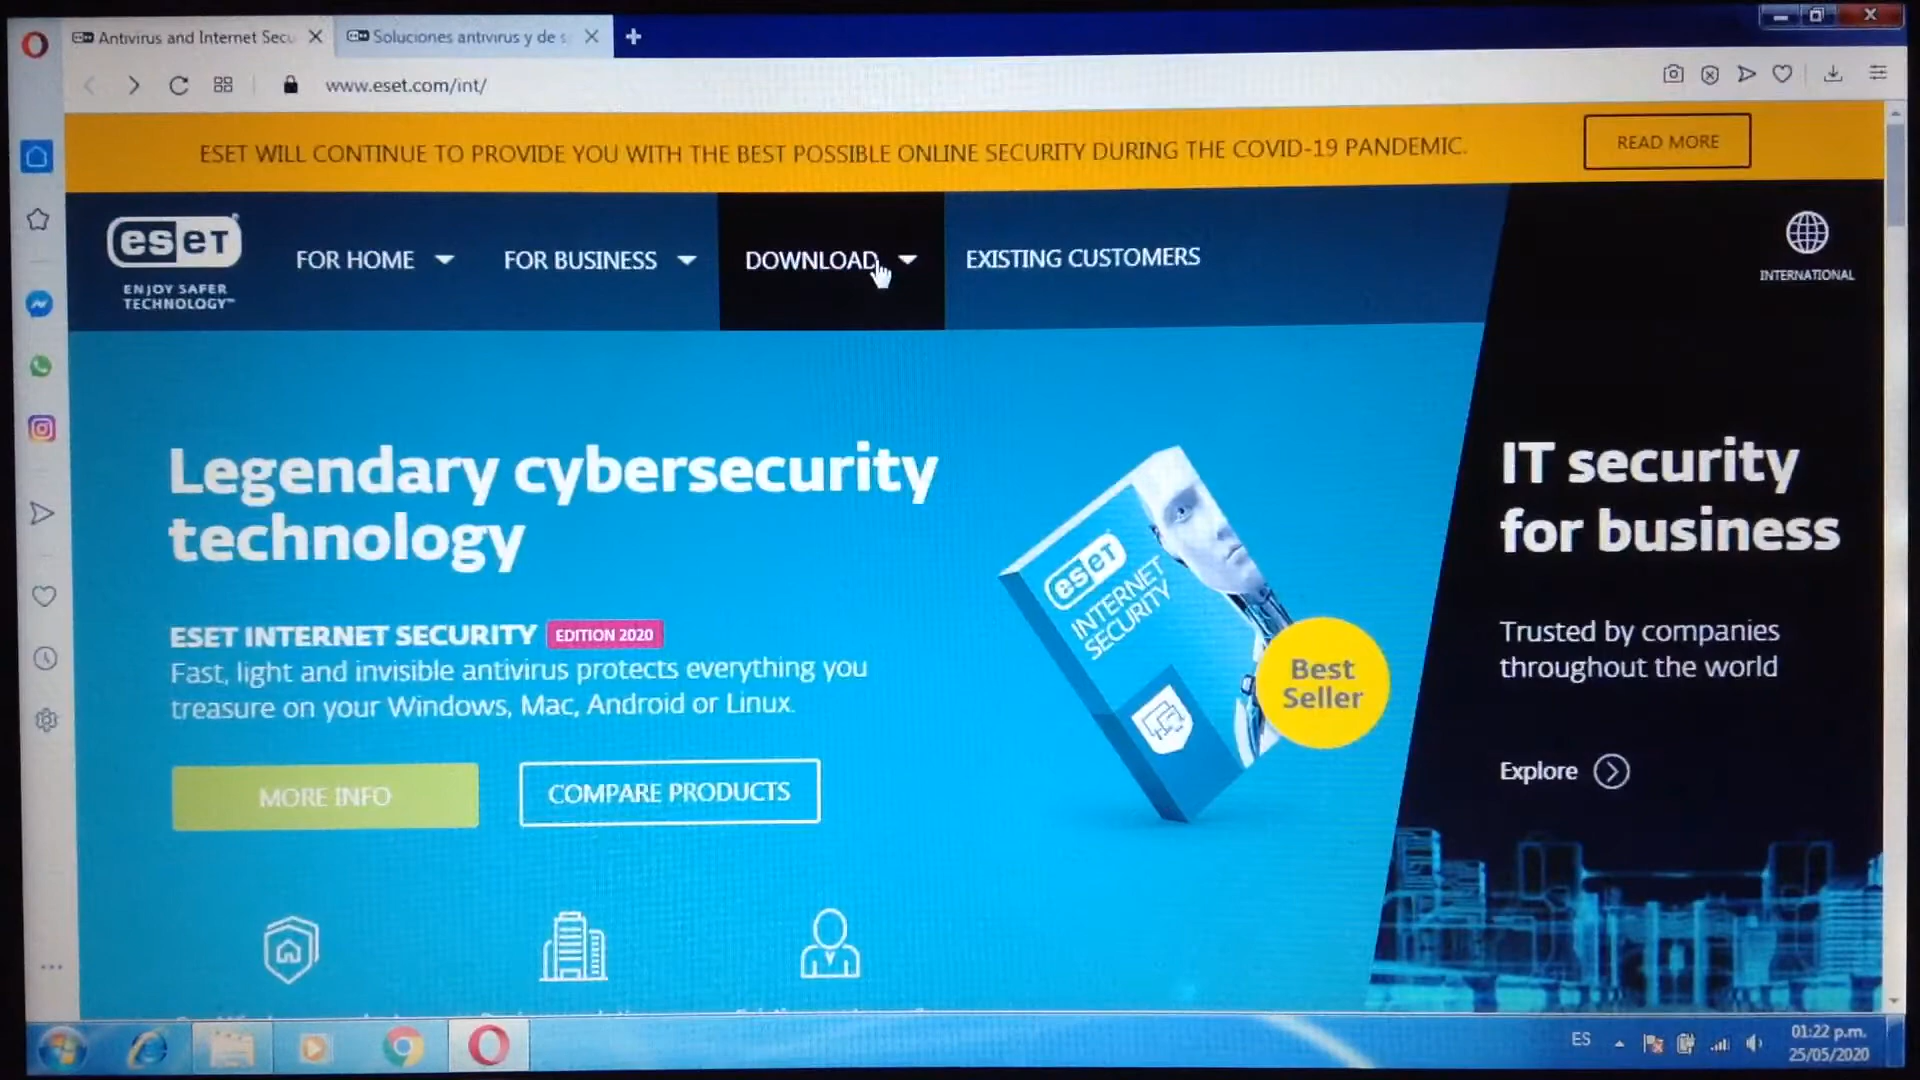 Antivirus and Internet Secu
Soluciones antivirus y de s
www.eset.com/int/
ESET WILL CONTINUE TO PROVIDE YOU WITH THE BEST POSSIBLE ONLINE SECURITY DURING THE COVID-19 PANDEMIC.
READ MORE
eset
ENJOY SAFER
TECHNOLOGY™
FOR HOME
FOR BUSINESS
DOWNLOAD
EXISTING CUSTOMERS
INTERNATIONAL
Legendary cybersecurity
technology
ESET INTERNET SECURITY EDITION 2020
Fast, light and invisible antivirus protects everything you
treasure on your Windows, Mac, Android or Linux.
MORE INFO
COMPARE PRODUCTS
eset
INTERNET
SECURITY
Best
Seller
IT security
for business
Trusted by companies
throughout the world
Explore
ES
01:22 p.m.
25/05/2020